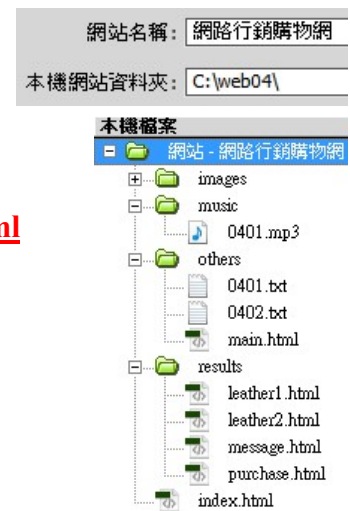 網站名稱: 網路行銷購物網
本機網站資料夾: C:\web04\
本機檔案
網站 - 網路行銷購物網
images
music
0401.mp3
ml
others
0401.txt
0402.txt
main.html
results
leather1.html
leather2.html
message.html
purchase.html
index.html